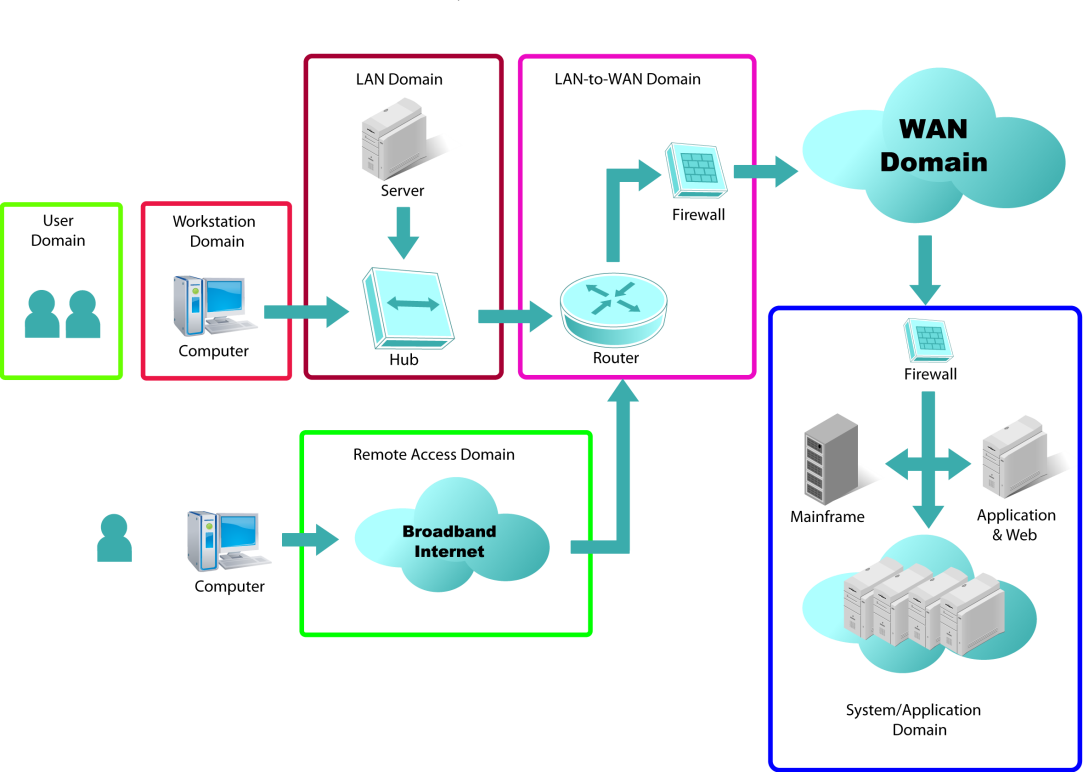 LAN Domain
Server
Hub
LAN-to-WAN Domain
Firewall
Router
WAN
Domain
User
Domain
Workstation
Domain
Computer
Remote Access Domain
Broadband
Internet
Computer
Firewall
Mainframe
Application
& Web
System/Application
Domain